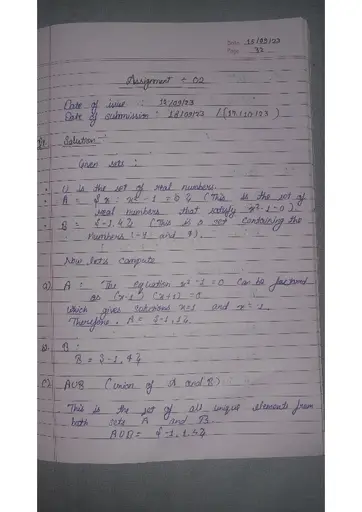 Date: 15/09/23
Page 32
Assignment - 02
Date of issue : 15/09/23
Date of submission : 18/09/23 / (19/10/23)
Q1 Solution
Given sets :
U is the set of real numbers.
A = {x : x² - 1 = 0} (This is the set of
real numbers that satisfy x² - 1 = 0)
B = {-1, 4} (This is a set containing the
numbers -1 and 4).
Now let's compute
a) A : The equation x² - 1 = 0 can be factored
as (x-1) (x+1) = 0
which gives solutions x=1 and x=-1.
Therefore, A = {-1, 1}
B :
B = {-1, 4}
(c) AUB (union of A and B) :
This is the set of all unique elements from
both sets A and B.
AUB = {-1, 1, 4}